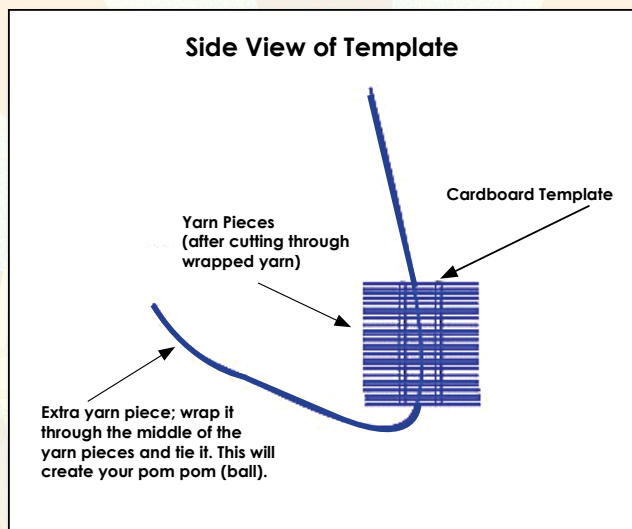 Side View of Template
Cardboard Template
Yarn Pieces
(after cutting through
wrapped yarn)
Extra yarn piece; wrap it
through the middle of the
yarn pieces and tie it. This will
create your pom pom (ball).